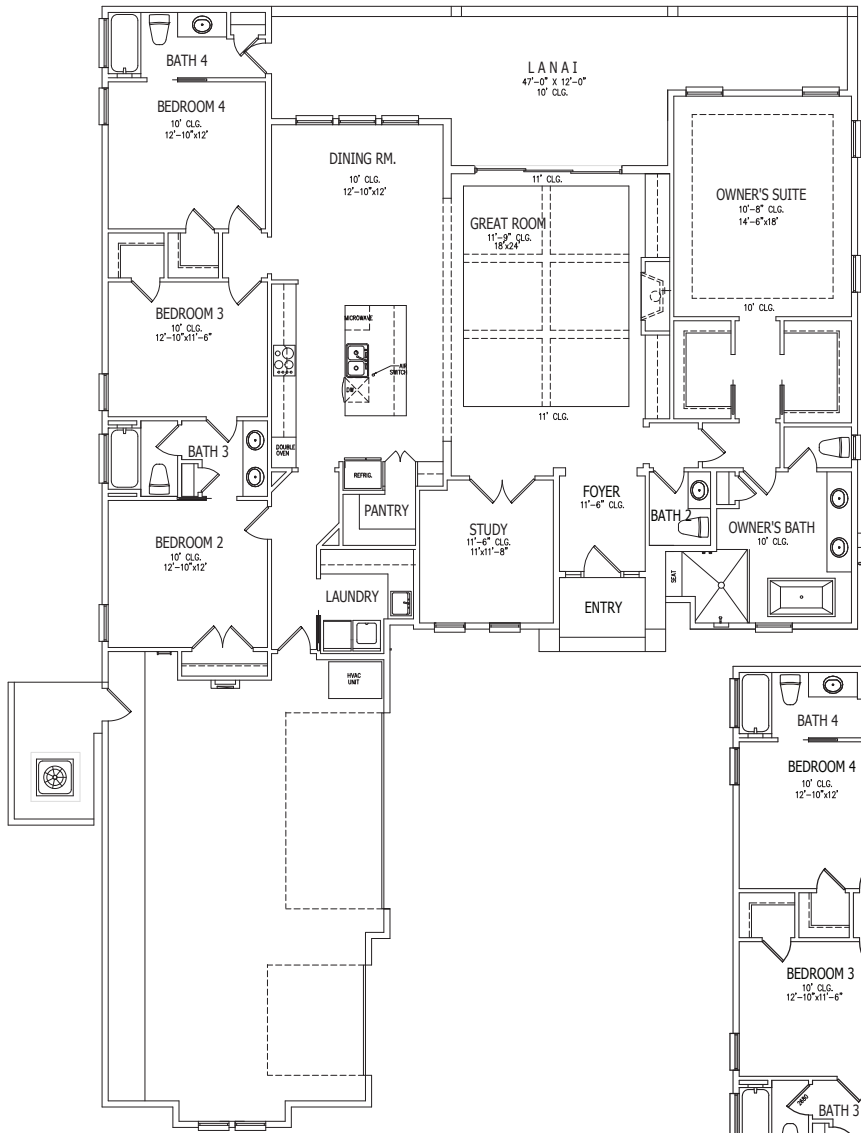 BATH 4
BEDROOM 4
10' CLG.
12'-10"x12'
LANAI
47'-0" X 12'-0"
10' CLG.
DINING RM.
10' CLG.
12'-10"x12'
11' CLG.
GREAT ROOM
11'-9" CLG.
18'x24'
11' CLG.
OWNER'S SUITE
10'-8" CLG.
14'-6"x18'
10' CLG.
BEDROOM 3
10' CLG.
12'-10"x11'-6"
MICROWAVE
AIR
SWITCH
DW
DOUBLE
OVEN
BATH 3
REFRIG.
PANTRY
BEDROOM 2
10' CLG.
12'-10"x12'
STUDY
11'-6" CLG.
11'x11'-8"
FOYER
11'-6" CLG.
BATH 2
OWNER'S BATH
10' CLG.
SEAT
LAUNDRY
ENTRY
HVAC
UNIT
BATH 4
BEDROOM 4
10' CLG.
12'-10"x12'
BEDROOM 3
10' CLG.
12'-10"x11'-6"
2680
BATH 3